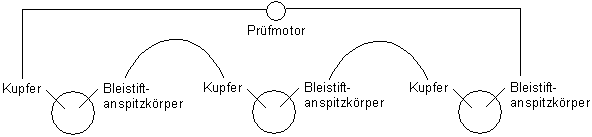 Prüfmotor
Kupfer
Bleistift-
anspitzkörper
Kupfer
Bleistift-
anspitzkörper
Kupfer
Bleistift-
anspitzkörper